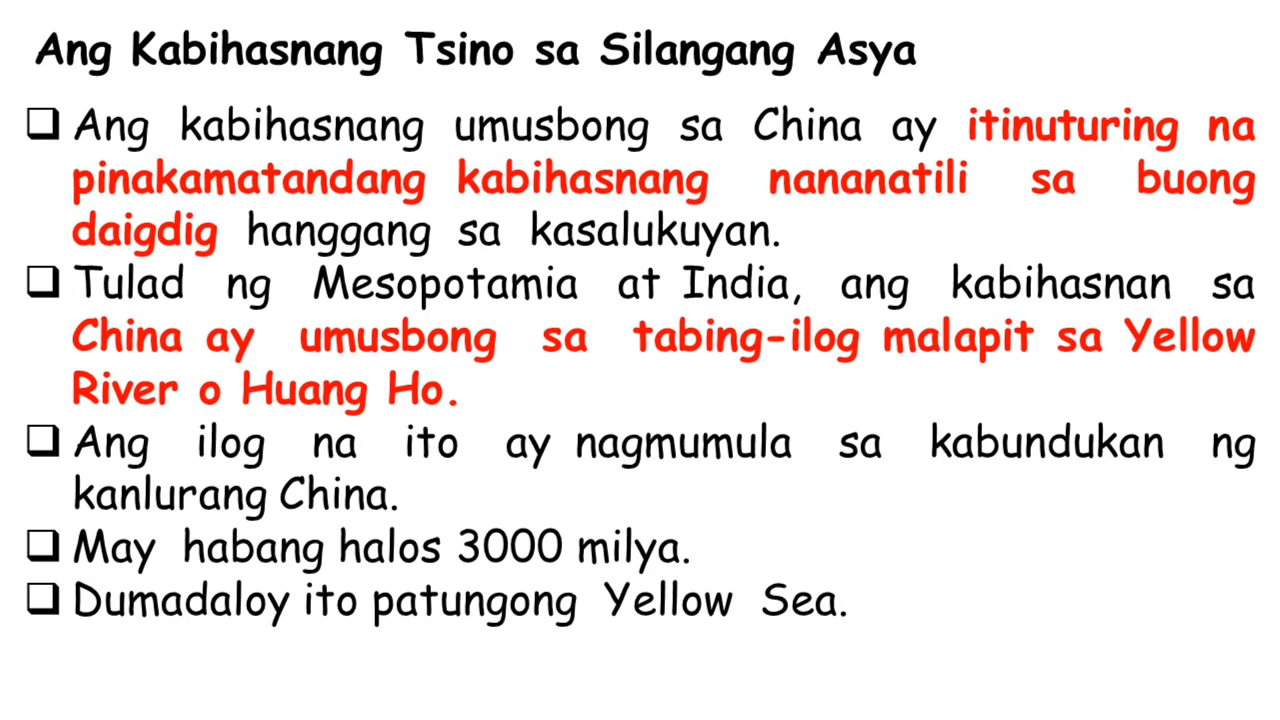 Ang Kabihasnang Tsino sa Silangang Asya
❑ Ang kabihasnang umusbong sa China ay itinuturing na
pinakamatandang kabihasnang nananatili sa buong
daigdig hanggang sa kasalukuyan.
❑ Tulad ng Mesopotamia at India, ang kabihasnan sa
China ay umusbong sa tabing-ilog malapit sa Yellow
River o Huang Ho.
❑ Ang ilog na ito ay nagmumula sa kabundukan ng
kanlurang China.
❑ May habang halos 3000 milya.
❑ Dumadaloy ito patungong Yellow Sea.